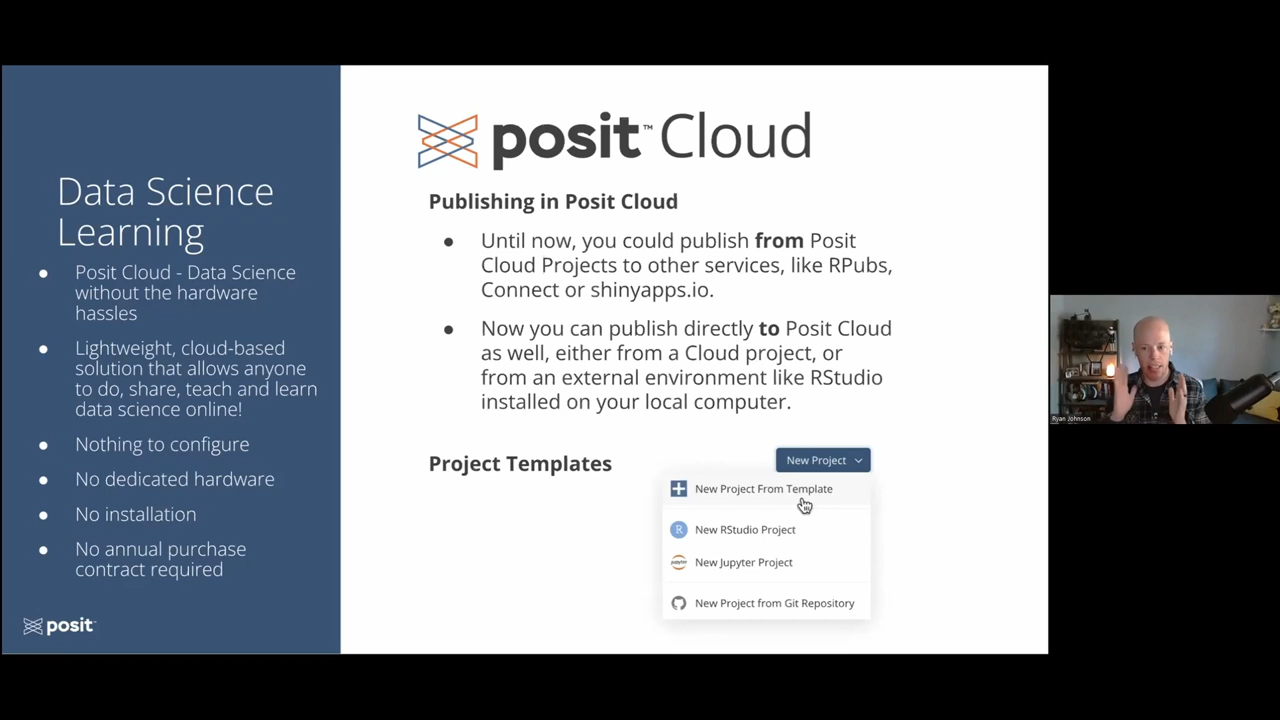 Data Science
Learning
● Posit Cloud - Data Science
without the hardware
hassles
● Lightweight, cloud-based
solution that allows anyone
to do, share, teach and learn
data science online!
● Nothing to configure
● No dedicated hardware
● No installation
● No annual purchase
contract required
posit™
posit™ Cloud
Publishing in Posit Cloud
● Until now, you could publish from Posit
Cloud Projects to other services, like RPubs,
Connect or shinyapps.io.
● Now you can publish directly to Posit Cloud
as well, either from a Cloud project, or
from an external environment like RStudio
installed on your local computer.
Project Templates
New Project
New Project From Template
R New RStudio Project
jupyter New Jupyter Project
New Project from Git Repository
Ryan Johnson